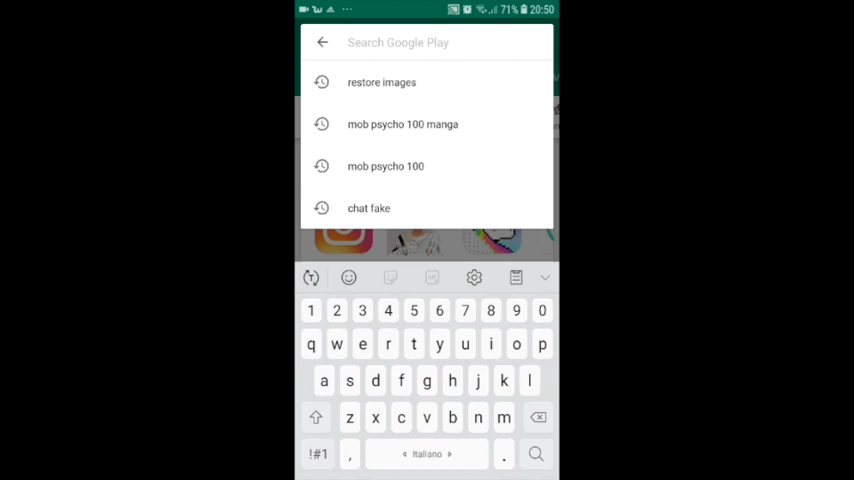 71% 20:50
Search Google Play
restore images
mob psycho 100 manga
mob psycho 100
chat fake
1 2 3 4 5 6 7 8 9 0
q w e r t y u i o p
a s d f g h j k l
z x c v b n m
!#1 , Italiano .